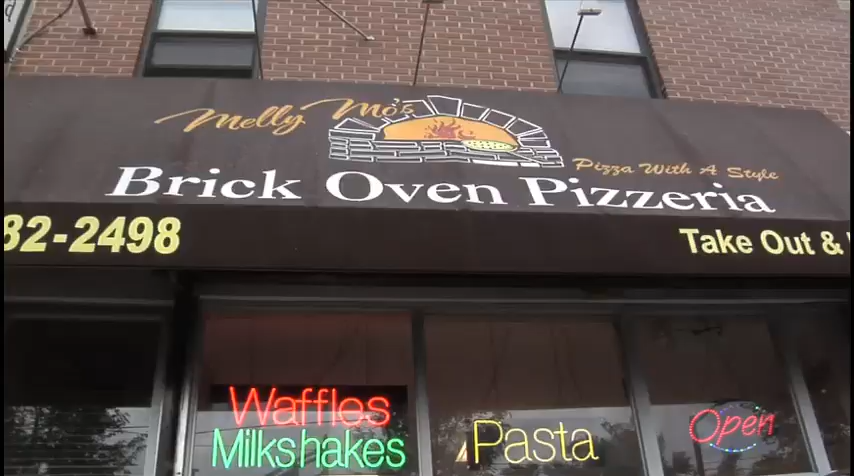 Melly Mo's
Pizza With A Style
Brick Oven Pizzeria
82-2498
Take Out &
Waffles
Milkshakes
Pasta
Open